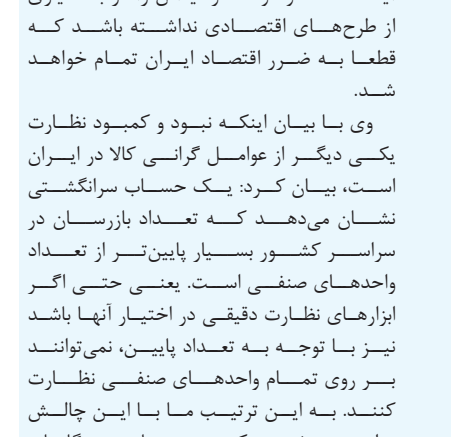 از طرح‌های اقتصادی نداشته باشد که
قطعا به ضرر اقتصاد ایران تمام خواهد
شد.
وی با بیان اینکه نبود و کمبود نظارت
یکی دیگر از عوامل گرانی کالا در ایران
است، بیان کرد: یک حساب سرانگشتی
نشان می‌دهد که تعداد بازرسان در
سراسر کشور بسیار پایین‌تر از تعداد
واحدهای صنفی است. یعنی حتی اگر
ابزارهای نظارت دقیقی در اختیار آنها باشد
نیز با توجه به تعداد پایین، نمی‌توانند
بر روی تمام واحدهای صنفی نظارت
کنند. به این ترتیب ما با این چالش